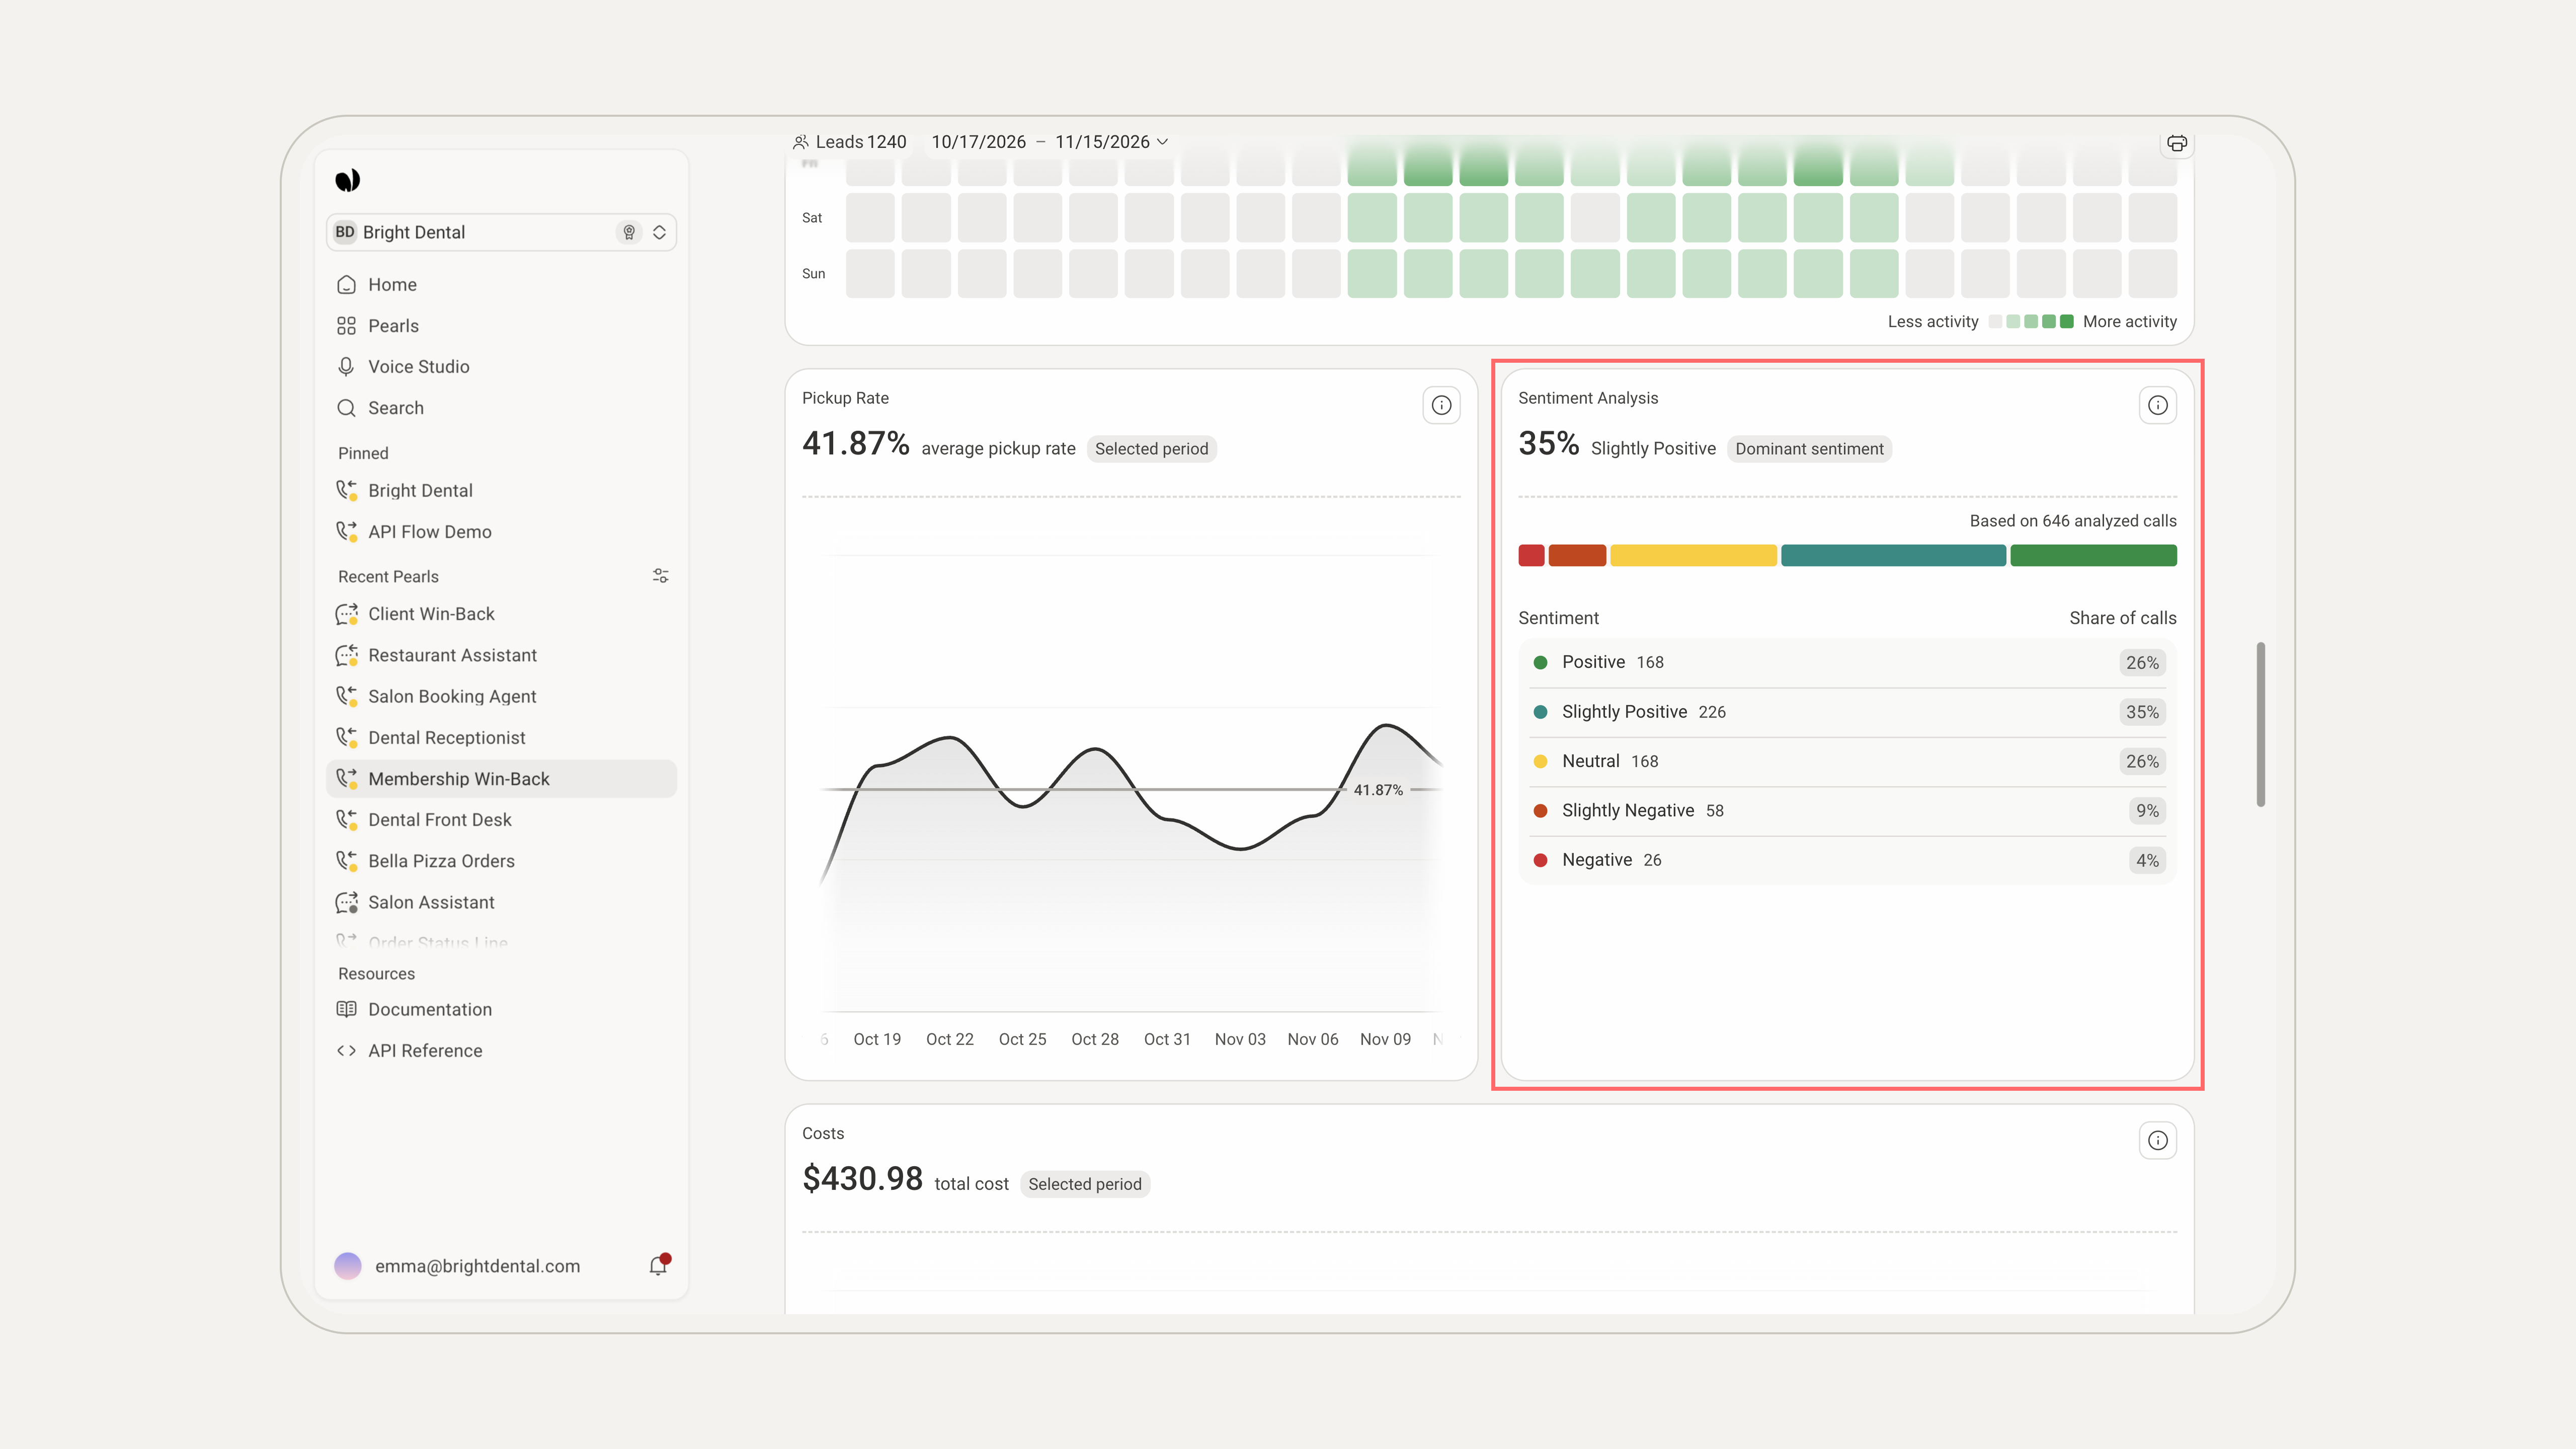 Leads 1240 10/17/2026 – 11/15/2026
Fri
BD Bright Dental
Home
Pearls
Voice Studio
Search
Pinned
Bright Dental
API Flow Demo
Recent Pearls
Client Win-Back
Restaurant Assistant
Salon Booking Agent
Dental Receptionist
Membership Win-Back
Dental Front Desk
Bella Pizza Orders
Salon Assistant
Order Status Line
Resources
Documentation
API Reference
emma@brightdental.com
Sat
Sun
Less activity More activity
Pickup Rate
41.87% average pickup rate Selected period
41.87%
6 Oct 19 Oct 22 Oct 25 Oct 28 Oct 31 Nov 03 Nov 06 Nov 09 N
Sentiment Analysis
35% Slightly Positive Dominant sentiment
Based on 646 analyzed calls
Sentiment Share of calls
Positive 168 26%
Slightly Positive 226 35%
Neutral 168 26%
Slightly Negative 58 9%
Negative 26 4%
Costs
$430.98 total cost Selected period